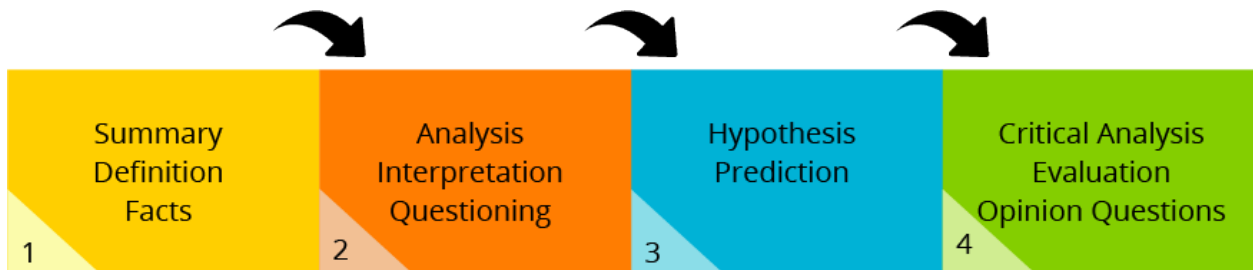 Summary
Definition
Facts
1
Analysis
Interpretation
Questioning
2
Hypothesis
Prediction
3
Critical Analysis
Evaluation
Opinion Questions
4